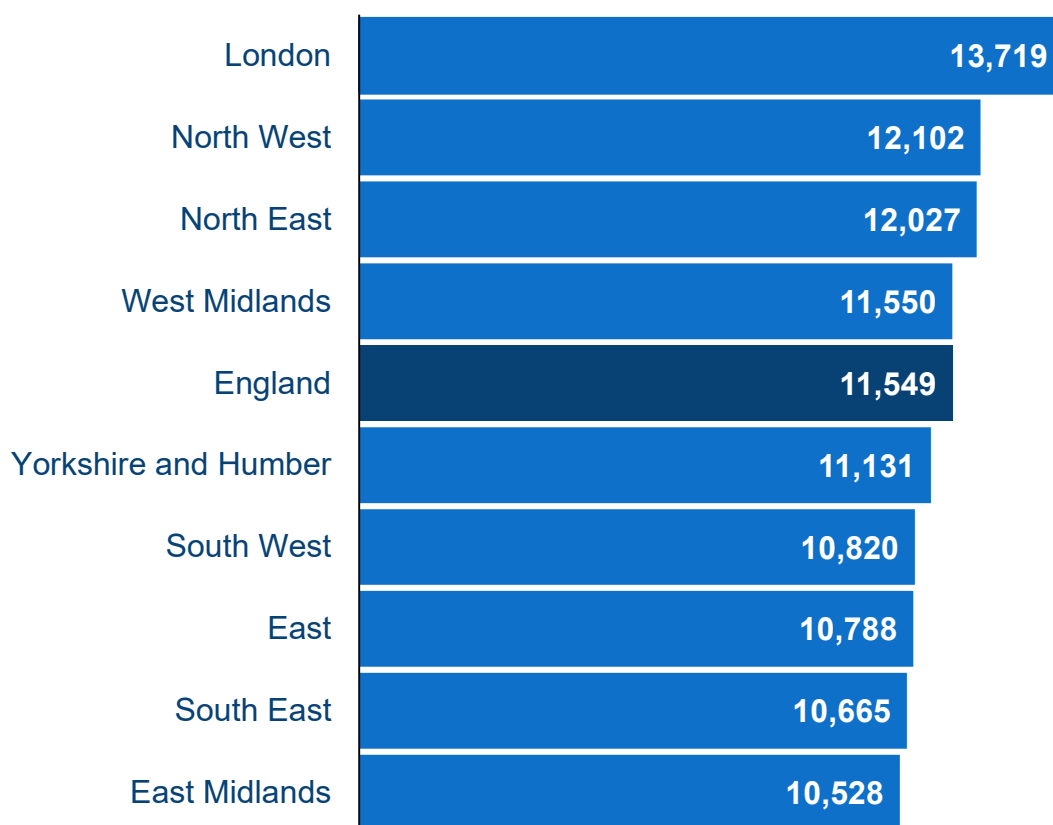 London 13,719
North West 12,102
North East 12,027
West Midlands 11,550
England 11,549
Yorkshire and Humber 11,131
South West 10,820
East 10,788
South East 10,665
East Midlands 10,528